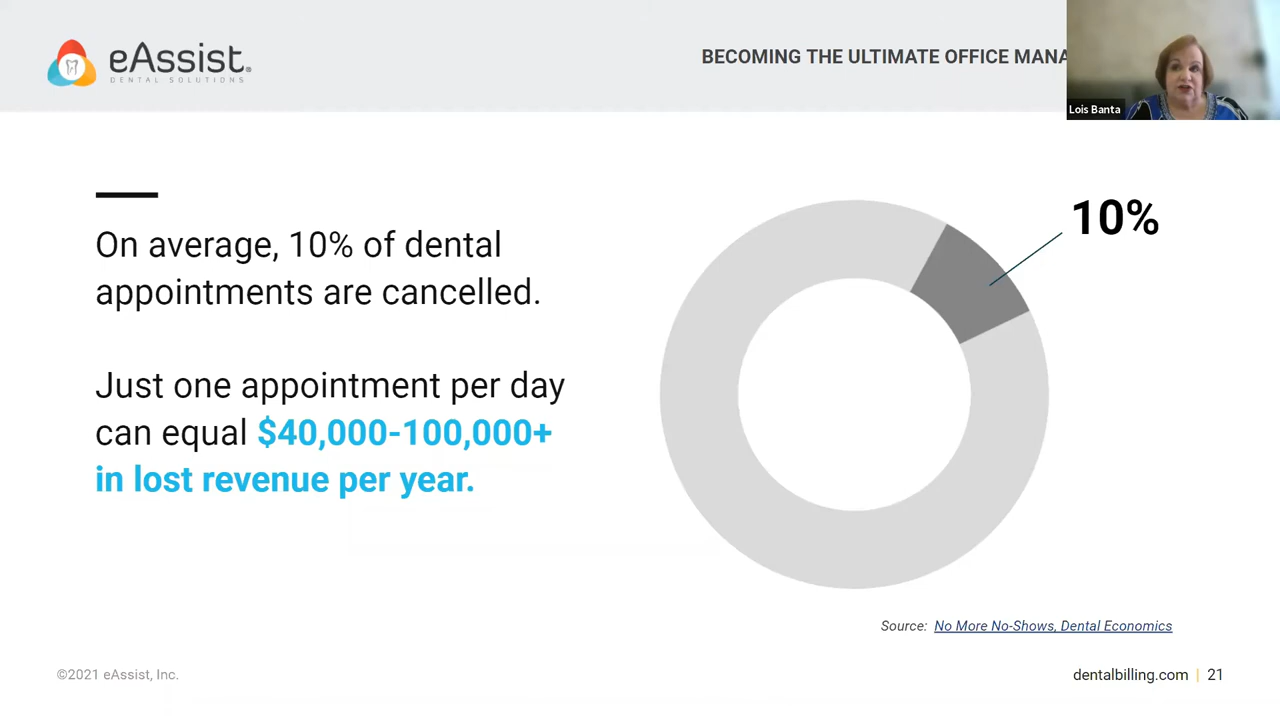 eAssist®
DENTAL SOLUTIONS
BECOMING THE ULTIMATE OFFICE MANA
Lois Banta
On average, 10% of dental
appointments are cancelled.
Just one appointment per day
can equal $40,000-100,000+
in lost revenue per year.
10%
Source: No More No-Shows, Dental Economics
©2021 eAssist, Inc.
dentalbilling.com | 21